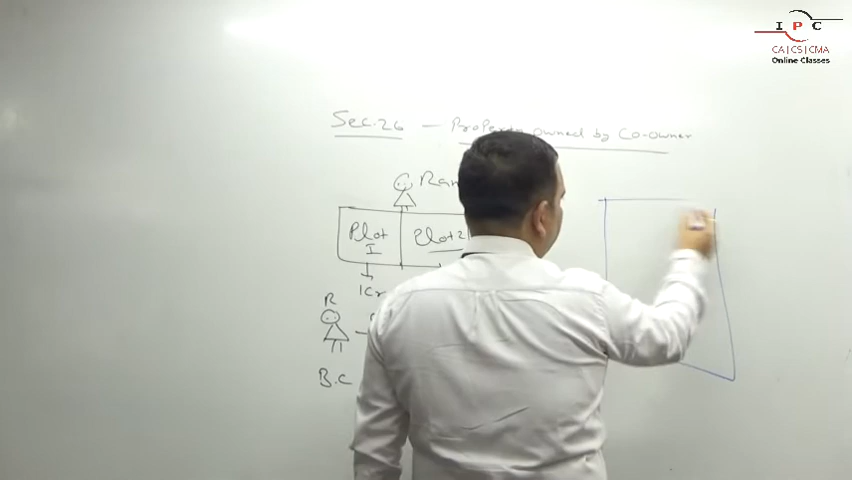 I P C
CA|CS|CMA
Online Classes
Sec.26 — Property owned by Co-owner
Ram
Plot I
Plot 2
1Cr
R
B.C